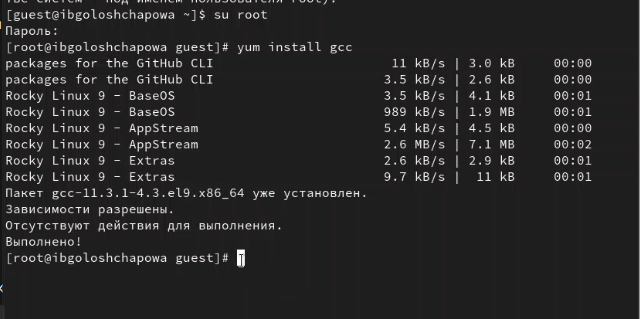 [guest@ibgoloshchapowa ~]$ su root
Пароль:
[root@ibgoloshchapowa guest]# yum install gcc
packages for the GitHub CLI 11 kB/s | 3.0 kB 00:00
packages for the GitHub CLI 3.5 kB/s | 2.6 kB 00:00
Rocky Linux 9 - BaseOS 3.5 kB/s | 4.1 kB 00:01
Rocky Linux 9 - BaseOS 989 kB/s | 1.9 MB 00:01
Rocky Linux 9 - AppStream 5.4 kB/s | 4.5 kB 00:00
Rocky Linux 9 - AppStream 2.6 MB/s | 7.1 MB 00:02
Rocky Linux 9 - Extras 2.6 kB/s | 2.9 kB 00:01
Rocky Linux 9 - Extras 9.7 kB/s | 11 kB 00:01
Пакет gcc-11.3.1-4.3.el9.x86_64 уже установлен.
Зависимости разрешены.
Отсутствуют действия для выполнения.
Выполнено!
[root@ibgoloshchapowa guest]#